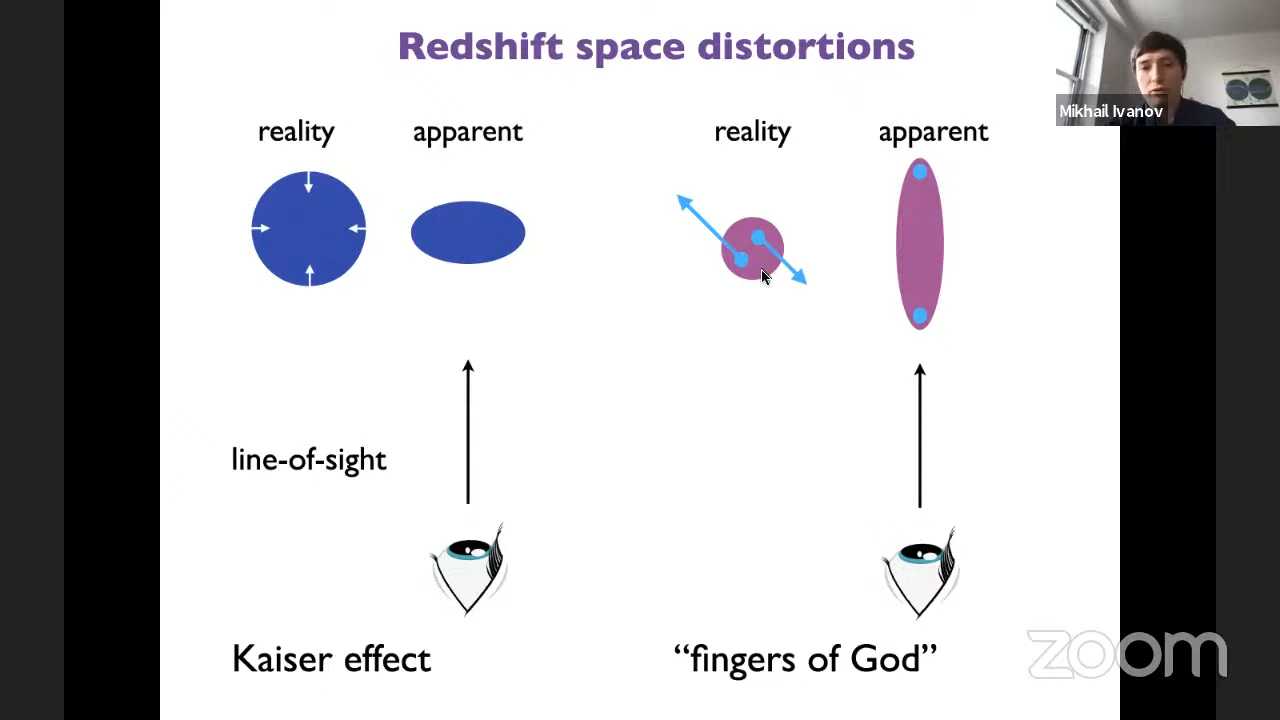 Redshift space distortions
Mikhail Ivanov
reality
apparent
reality
apparent
line-of-sight
Kaiser effect
“fingers of God”
zoom